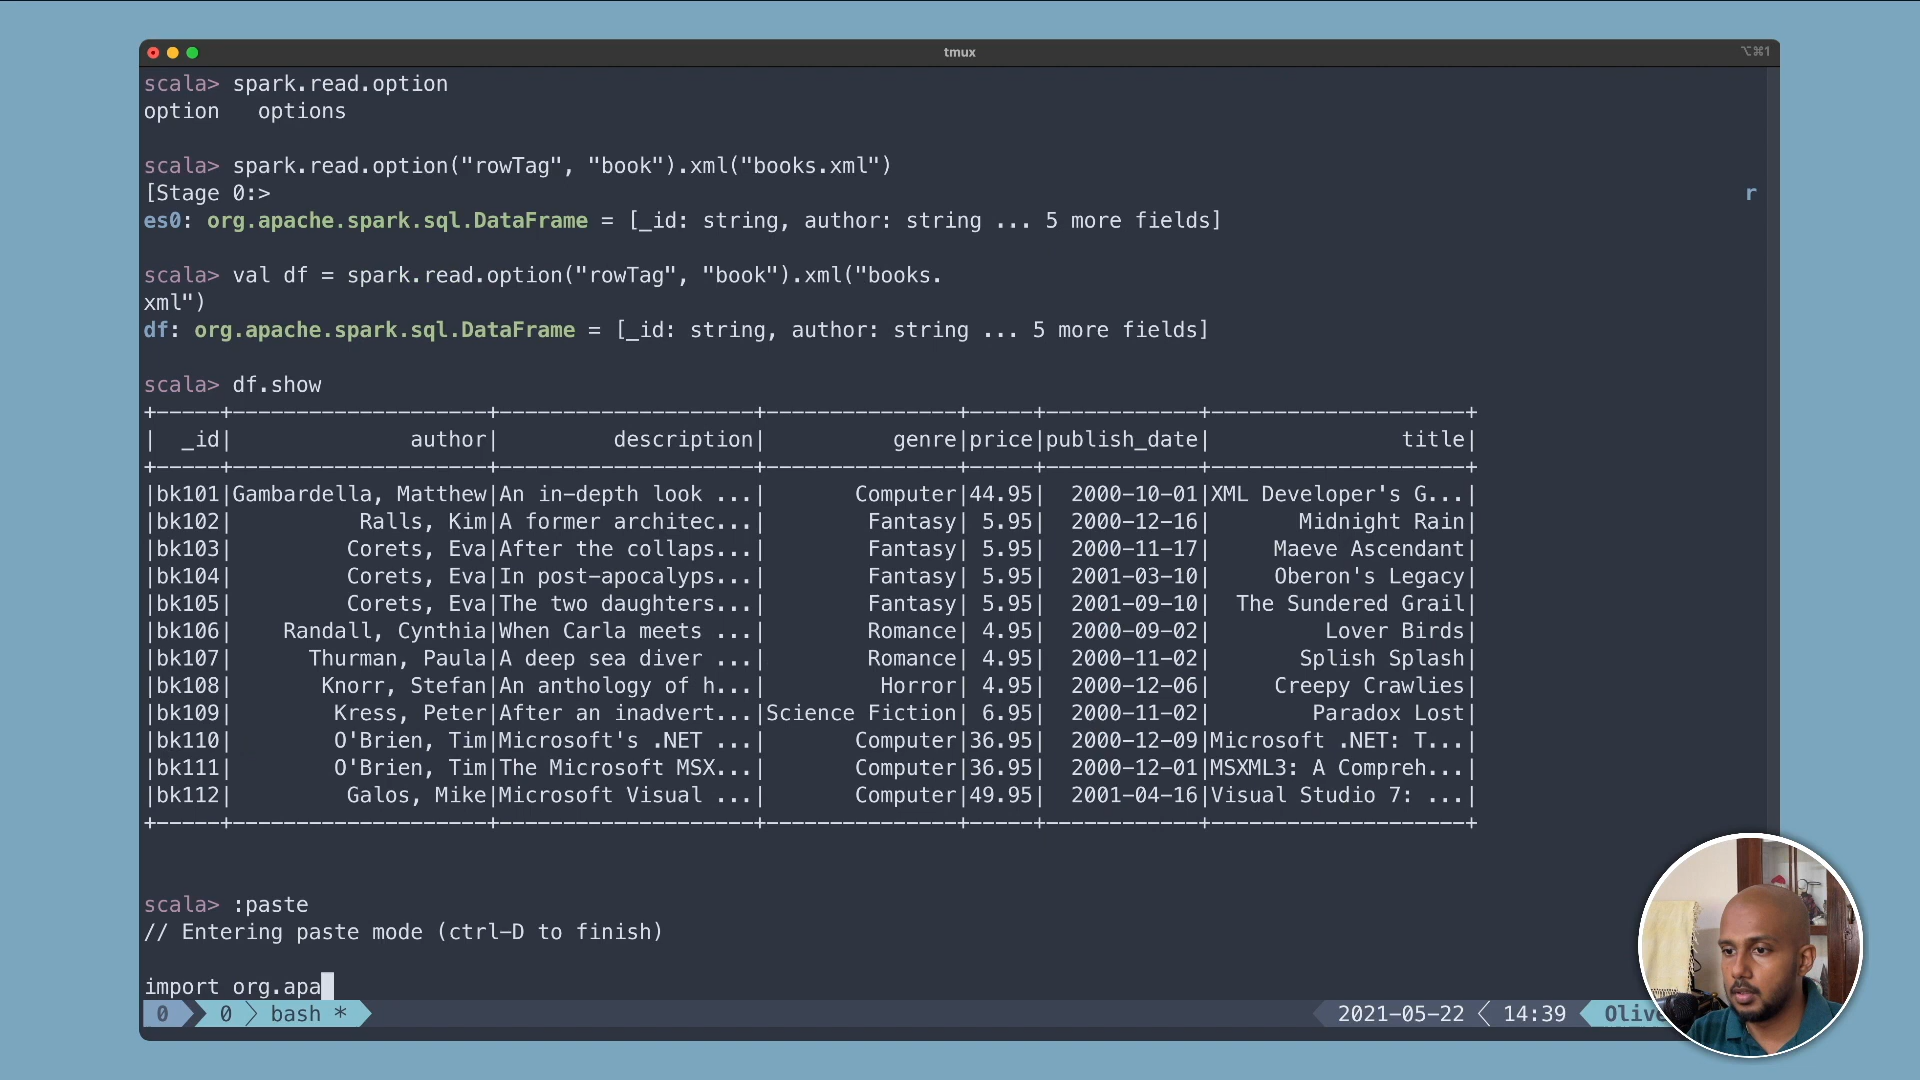 tmux
⌥⌘1
scala> spark.read.option
option   options
scala> spark.read.option("rowTag", "book").xml("books.xml")
[Stage 0:>                                                          r
es0: org.apache.spark.sql.DataFrame = [_id: string, author: string ... 5 more fields]
scala> val df = spark.read.option("rowTag", "book").xml("books.
xml")
df: org.apache.spark.sql.DataFrame = [_id: string, author: string ... 5 more fields]
scala> df.show
+-----+--------------------+--------------------+---------------+-----+------------+--------------------+
|  _id|              author|         description|          genre|price|publish_date|               title|
+-----+--------------------+--------------------+---------------+-----+------------+--------------------+
|bk101|Gambardella, Matthew|An in-depth look ...|       Computer|44.95|  2000-10-01|XML Developer's G...|
|bk102|          Ralls, Kim|A former architec...|        Fantasy| 5.95|  2000-12-16|       Midnight Rain|
|bk103|         Corets, Eva|After the collaps...|        Fantasy| 5.95|  2000-11-17|     Maeve Ascendant|
|bk104|         Corets, Eva|In post-apocalyps...|        Fantasy| 5.95|  2001-03-10|     Oberon's Legacy|
|bk105|         Corets, Eva|The two daughters...|        Fantasy| 5.95|  2001-09-10|  The Sundered Grail|
|bk106|    Randall, Cynthia|When Carla meets ...|        Romance| 4.95|  2000-09-02|         Lover Birds|
|bk107|      Thurman, Paula|A deep sea diver ...|        Romance| 4.95|  2000-11-02|       Splish Splash|
|bk108|       Knorr, Stefan|An anthology of h...|         Horror| 4.95|  2000-12-06|     Creepy Crawlies|
|bk109|        Kress, Peter|After an inadvert...|Science Fiction| 6.95|  2000-11-02|        Paradox Lost|
|bk110|        O'Brien, Tim|Microsoft's .NET ...|       Computer|36.95|  2000-12-09|Microsoft .NET: T...|
|bk111|        O'Brien, Tim|The Microsoft MSX...|       Computer|36.95|  2000-12-01|MSXML3: A Compreh...|
|bk112|         Galos, Mike|Microsoft Visual ...|       Computer|49.95|  2001-04-16|Visual Studio 7: ...|
+-----+--------------------+--------------------+---------------+-----+------------+--------------------+
scala> :paste
// Entering paste mode (ctrl-D to finish)
import org.apa
0 0 bash * 2021-05-22 14:39